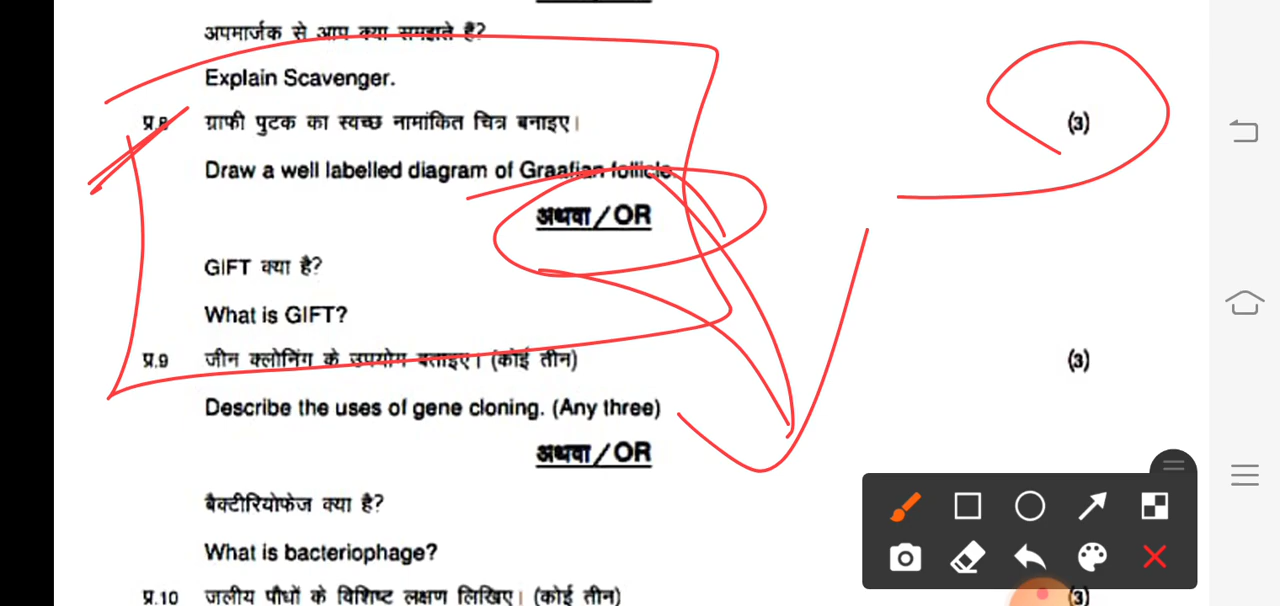 अपमार्जक से आप क्या समझते हैं?
Explain Scavenger.
प्र.8 ग्राफी पुटक का स्वच्छ नामांकित चित्र बनाइए। (3)
Draw a well labelled diagram of Graafian follicle.
अथवा / OR
GIFT क्या है?
What is GIFT?
प्र.9 जीन क्लोनिंग के उपयोग बताइए। (कोई तीन) (3)
Describe the uses of gene cloning. (Any three)
अथवा / OR
बैक्टीरियोफेज क्या है?
What is bacteriophage?
प्र.10 जलीय पौधों के विशिष्ट लक्षण लिखिए। (कोई तीन) (3)